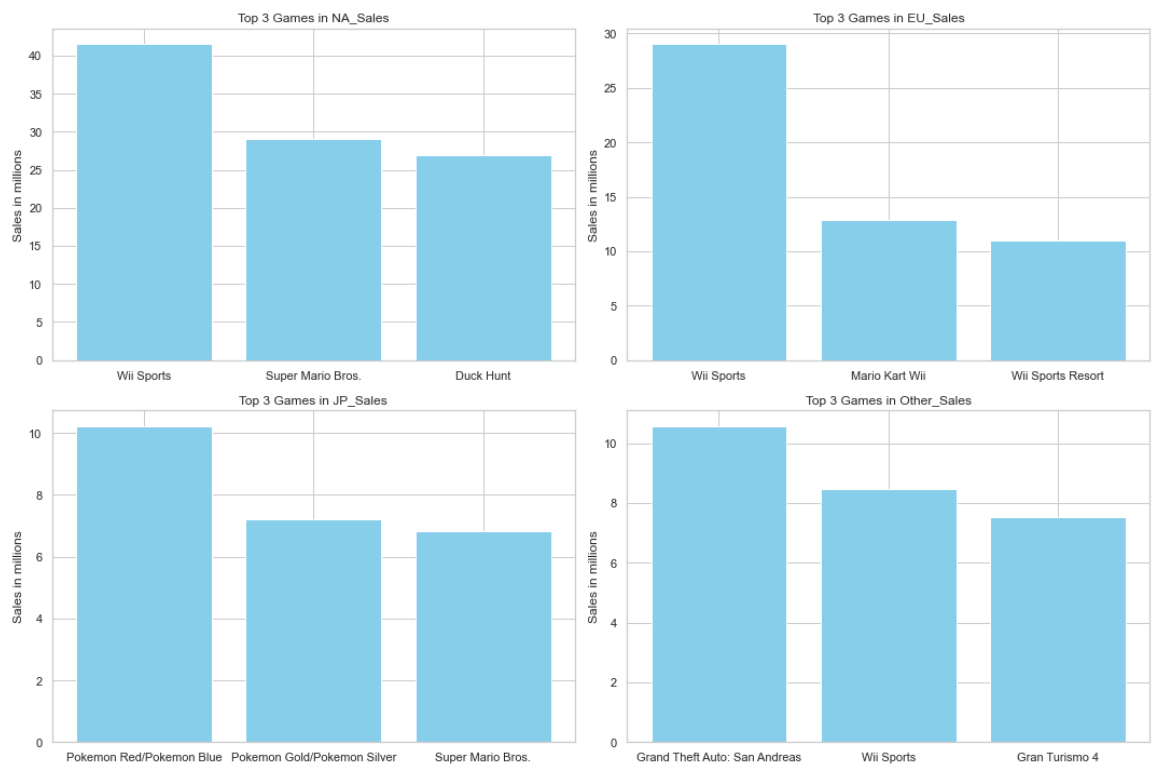 Top 3 Games in NA_Sales
Sales in millions
40
35
30
25
20
15
10
5
0
Wii Sports
Super Mario Bros.
Duck Hunt
Top 3 Games in EU_Sales
Sales in millions
30
25
20
15
10
5
0
Wii Sports
Mario Kart Wii
Wii Sports Resort
Top 3 Games in JP_Sales
Sales in millions
10
8
6
4
2
0
Pokemon Red/Pokemon Blue
Pokemon Gold/Pokemon Silver
Super Mario Bros.
Top 3 Games in Other_Sales
Sales in millions
10
8
6
4
2
0
Grand Theft Auto: San Andreas
Wii Sports
Gran Turismo 4